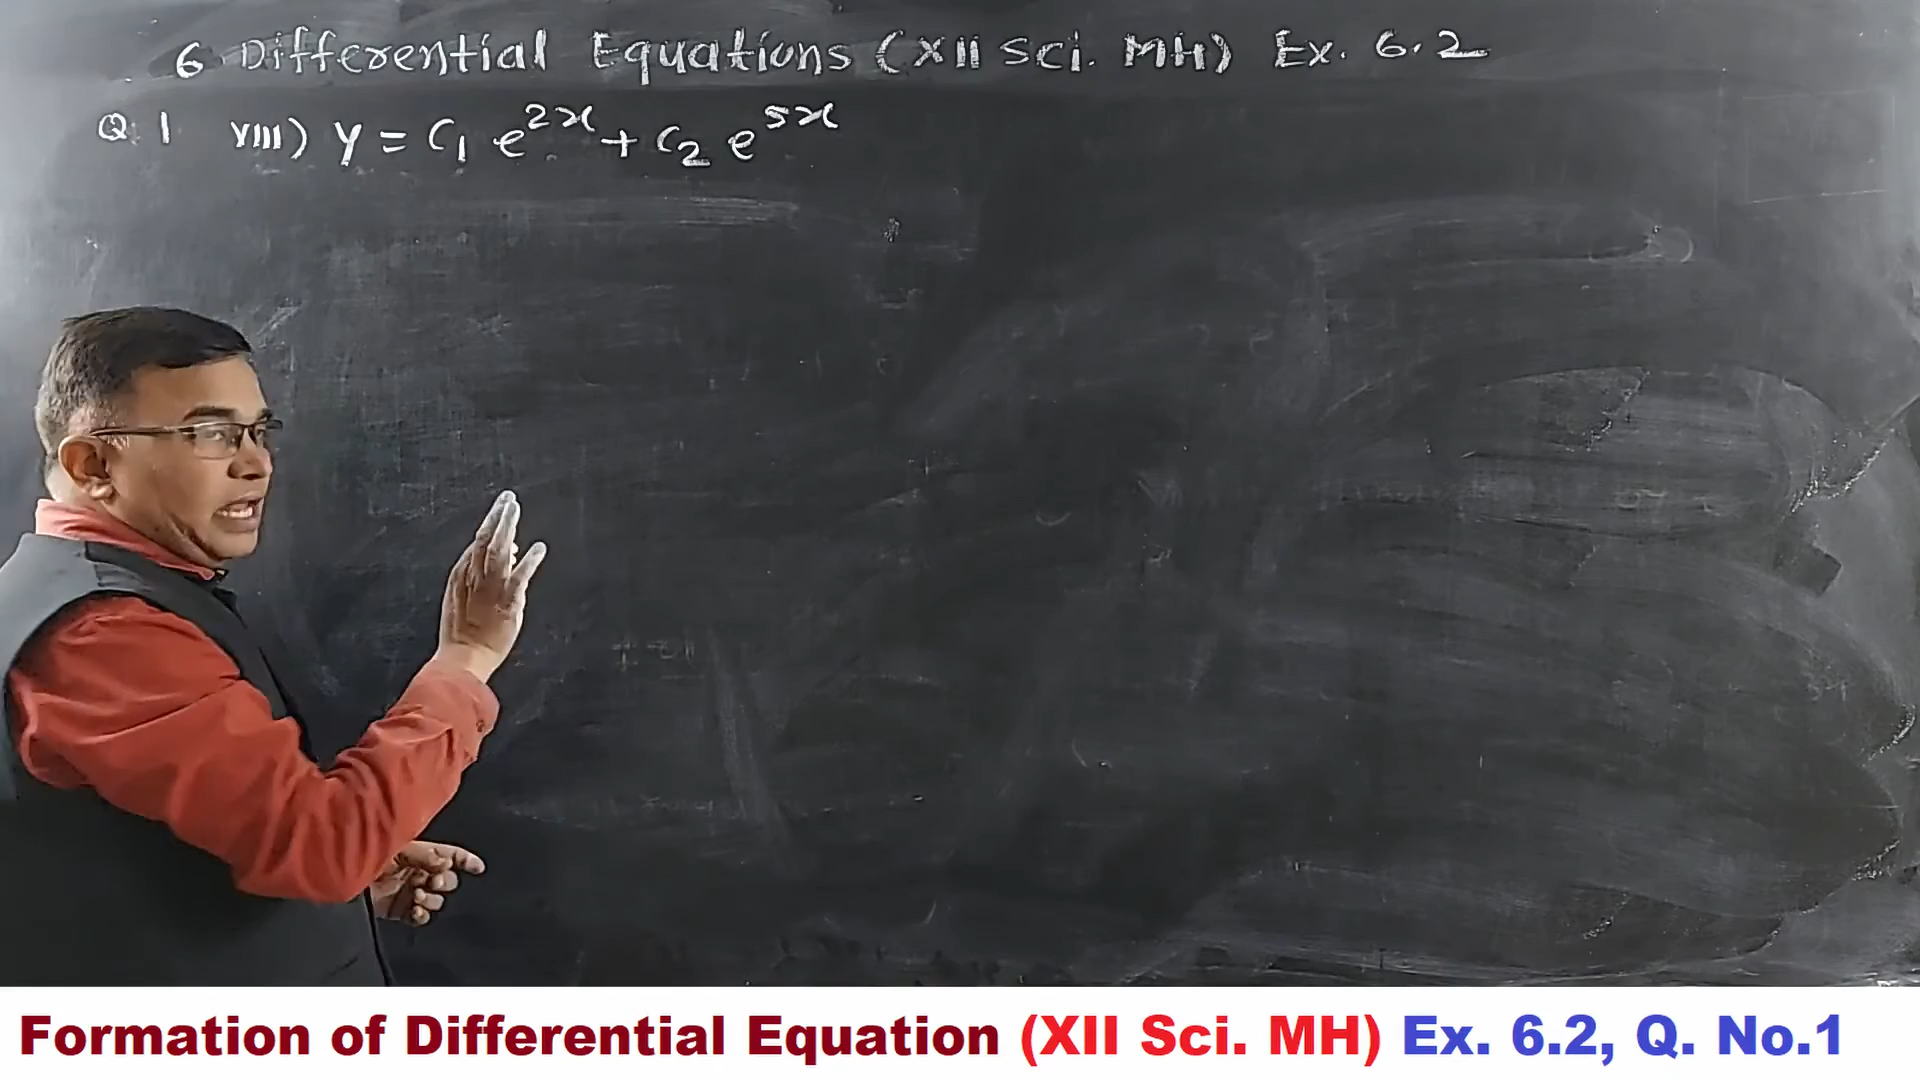 6 Differential Equations (XII Sci. MH) Ex. 6.2
Q. 1 VIII) y = C₁ e²ˣ + C₂ e⁵ˣ
Formation of Differential Equation (XII Sci. MH) Ex. 6.2, Q. No.1